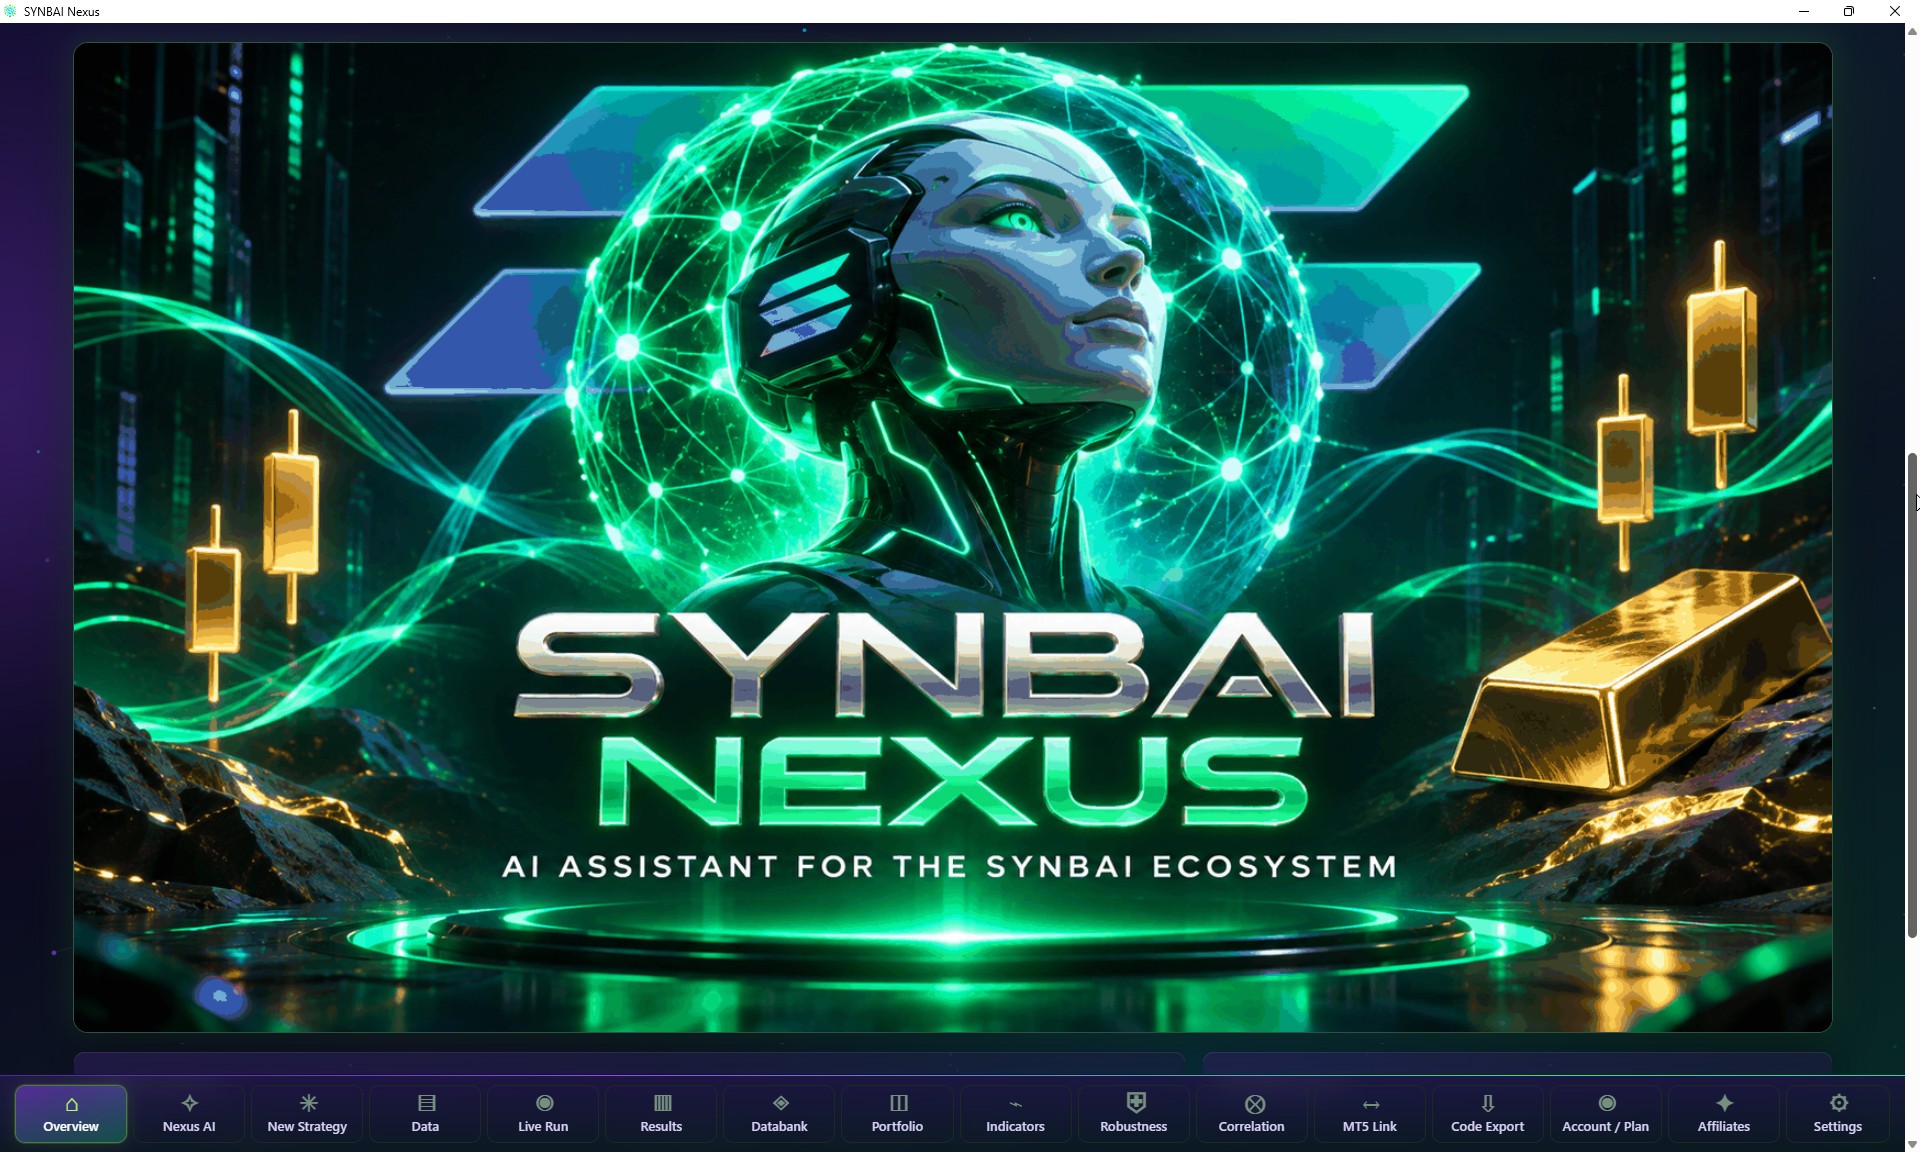 SYNBAI Nexus
SYNBAI
NEXUS
AI ASSISTANT FOR THE SYNBAI ECOSYSTEM
Overview
Nexus AI
New Strategy
Data
Live Run
Results
Databank
Portfolio
Indicators
Robustness
Correlation
MT5 Link
Code Export
Account / Plan
Affiliates
Settings